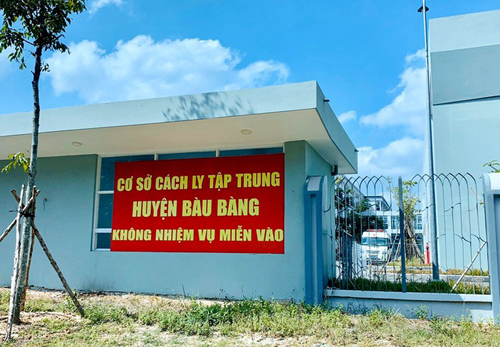 CƠ SỞ CÁCH LY TẬP TRUNG
HUYỆN BÀU BÀNG
KHÔNG NHIỆM VỤ MIỄN VÀO